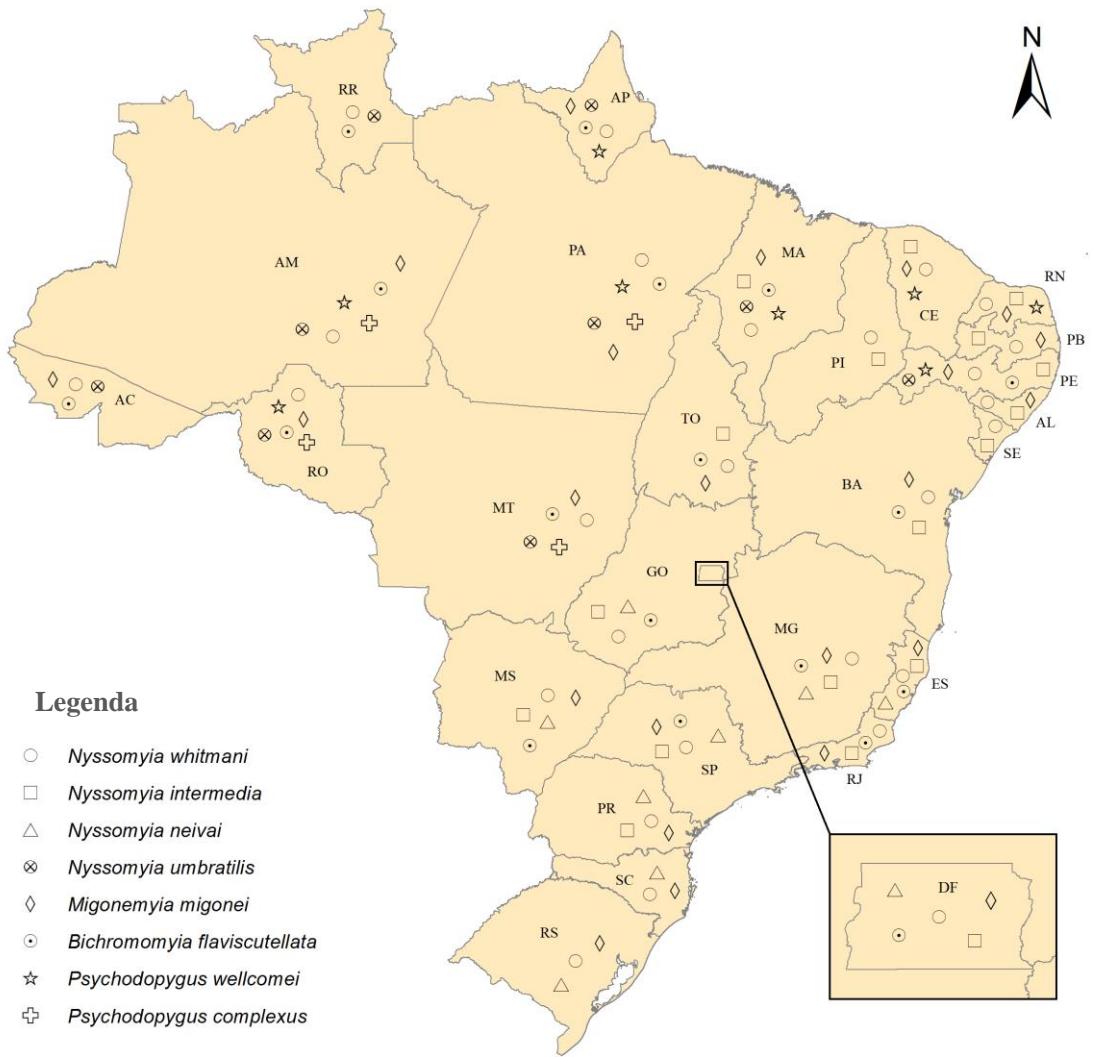 N
RR
AP
AM
PA
MA
RN
CE
PB
PI
PE
AC
TO
AL
RO
SE
BA
MT
GO
MG
MS
ES
SP
RJ
PR
SC
RS
DF
Legenda
Nyssomyia whitmani
Nyssomyia intermedia
Nyssomyia neivai
Nyssomyia umbratilis
Migonemyia migonei
Bichromomyia flaviscutellata
Psychodopygus wellcomei
Psychodopygus complexus